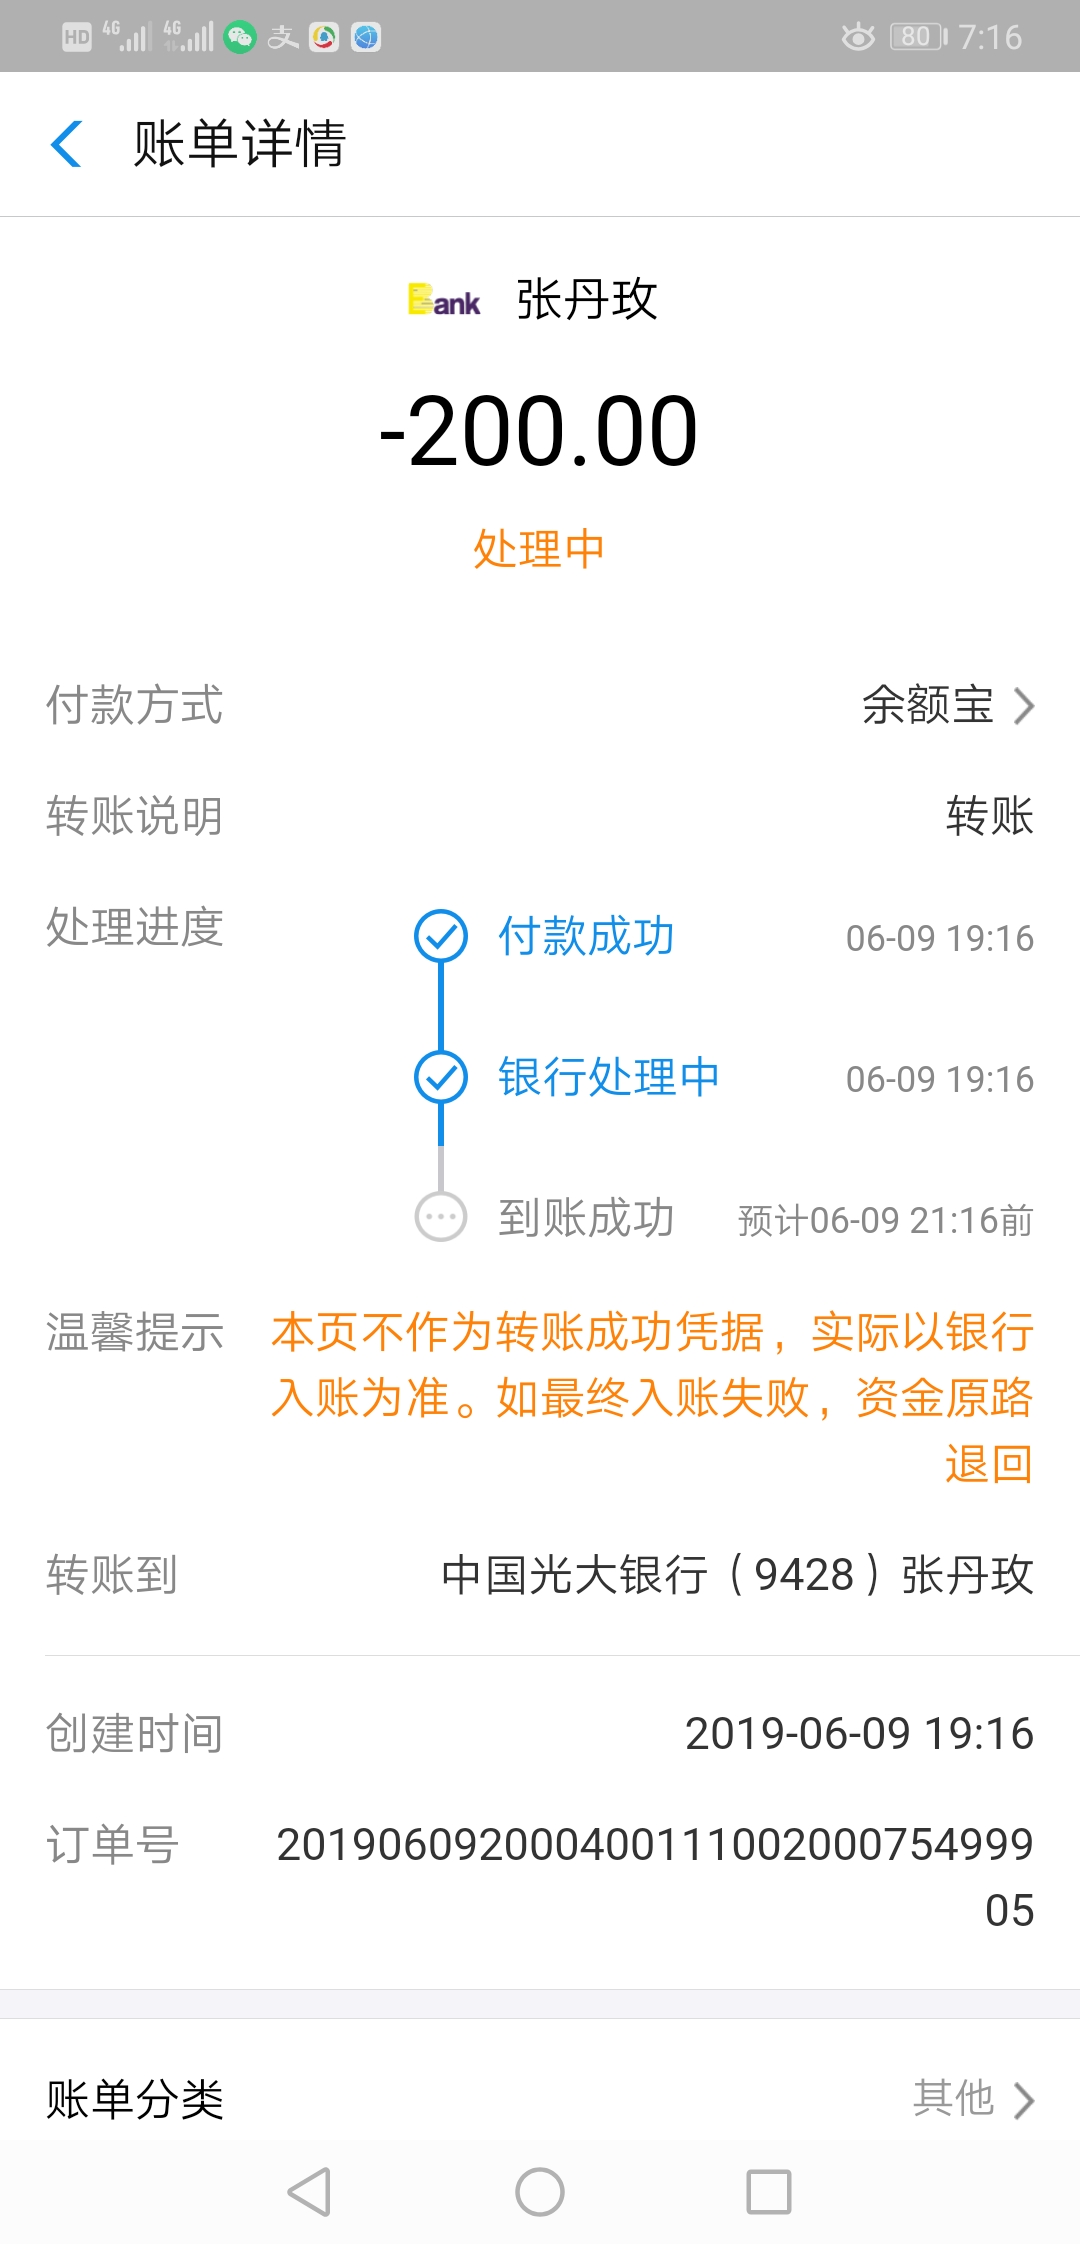 HD 4G 4G 80 7:16
账单详情
Bank 张丹玫
-200.00
处理中
付款方式 余额宝
转账说明 转账
处理进度 付款成功 06-09 19:16
银行处理中 06-09 19:16
到账成功 预计06-09 21:16前
温馨提示 本页不作为转账成功凭据，实际以银行
入账为准。如最终入账失败，资金原路
退回
转账到 中国光大银行（9428）张丹玫
创建时间 2019-06-09 19:16
订单号 201906092000400111002000754999
05
账单分类 其他